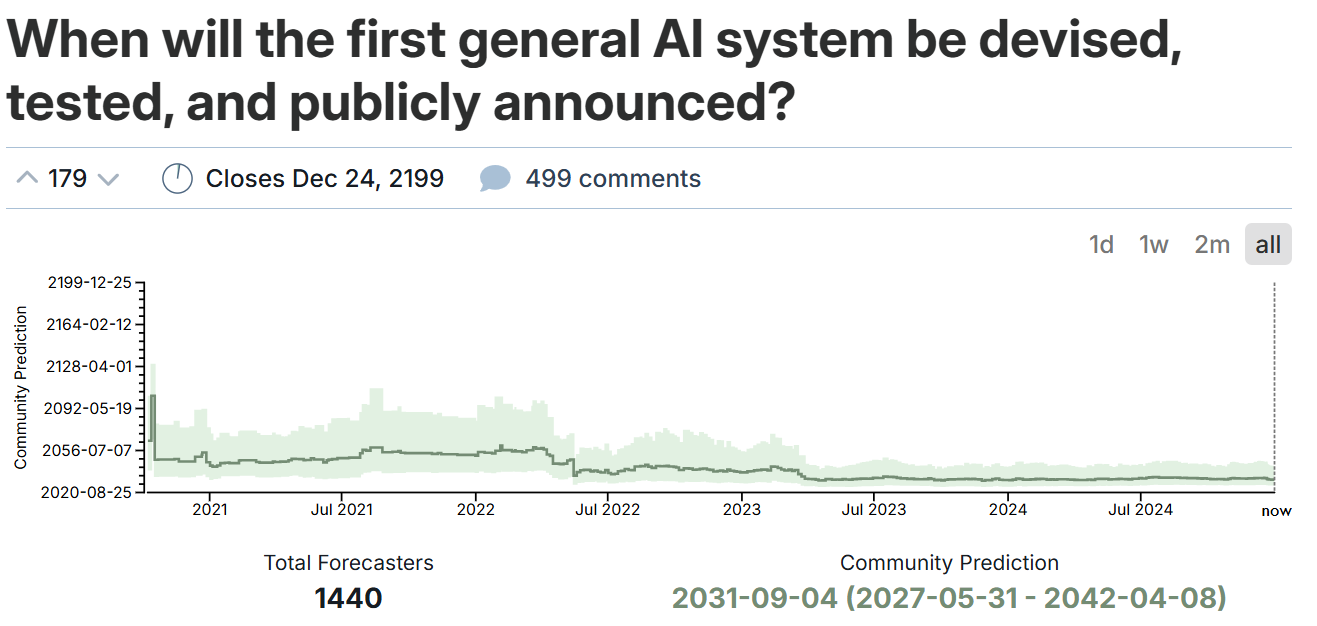 When will the first general AI system be devised,
tested, and publicly announced?
179
Closes Dec 24, 2199
499 comments
1d 1w 2m all
Community Prediction
2199-12-25
2164-02-12
2128-04-01
2092-05-19
2056-07-07
2020-08-25
2021 Jul 2021 2022 Jul 2022 2023 Jul 2023 2024 Jul 2024 now
Total Forecasters
1440
Community Prediction
2031-09-04 (2027-05-31 - 2042-04-08)